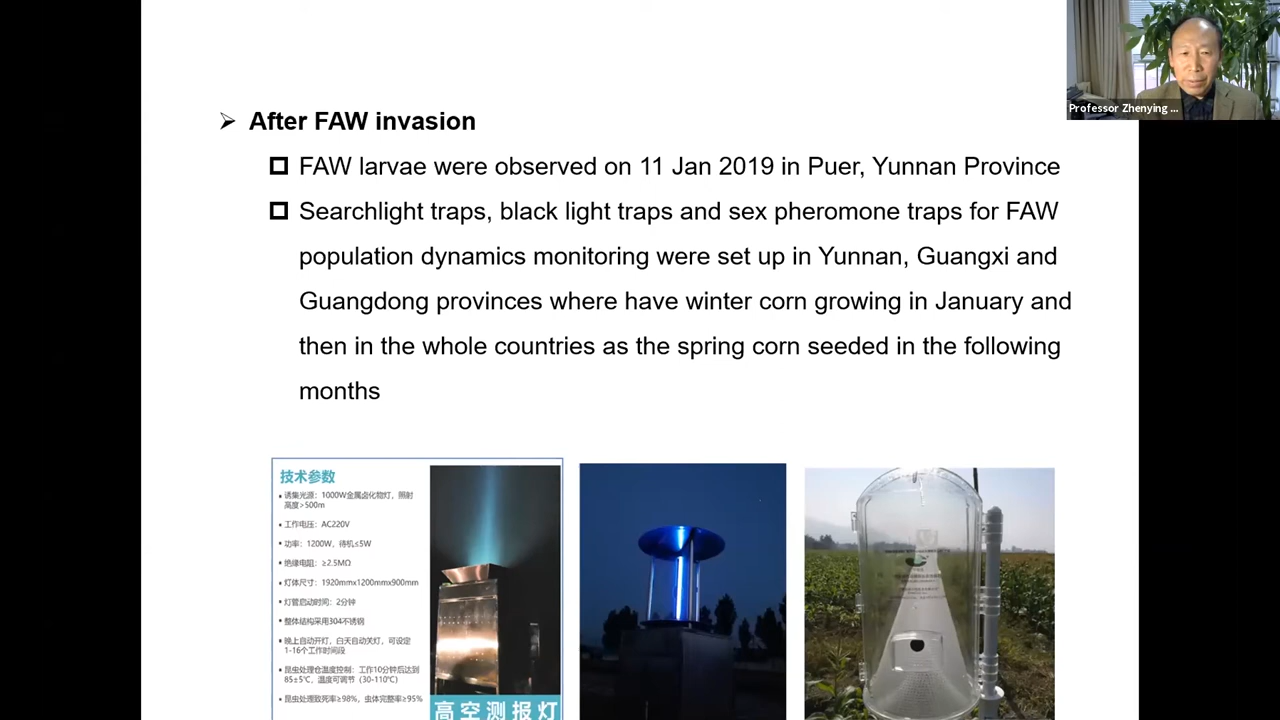 Professor Zhenying ...
➢ After FAW invasion
FAW larvae were observed on 11 Jan 2019 in Puer, Yunnan Province
Searchlight traps, black light traps and sex pheromone traps for FAW
population dynamics monitoring were set up in Yunnan, Guangxi and
Guangdong provinces where have winter corn growing in January and
then in the whole countries as the spring corn seeded in the following
months
技术参数
• 诱集光源：1000W金属卤化物灯，照射
高度>500m
• 工作电压：AC220V
• 功率：1200W，待机≤5W
• 绝缘电阻：≥2.5MΩ
• 灯体尺寸：1920mmx1200mmx900mm
• 灯管启动时间：2分钟
• 整体结构采用304不锈钢
• 晚上自动开灯，白天自动关灯，可设定
1-16个工作时间段
• 昆虫处理仓温度控制：工作10分钟后达到
85±5℃，温度可调节（30-110℃）
• 昆虫处理致死率≥98%，虫体完整率≥95%
高空测报灯